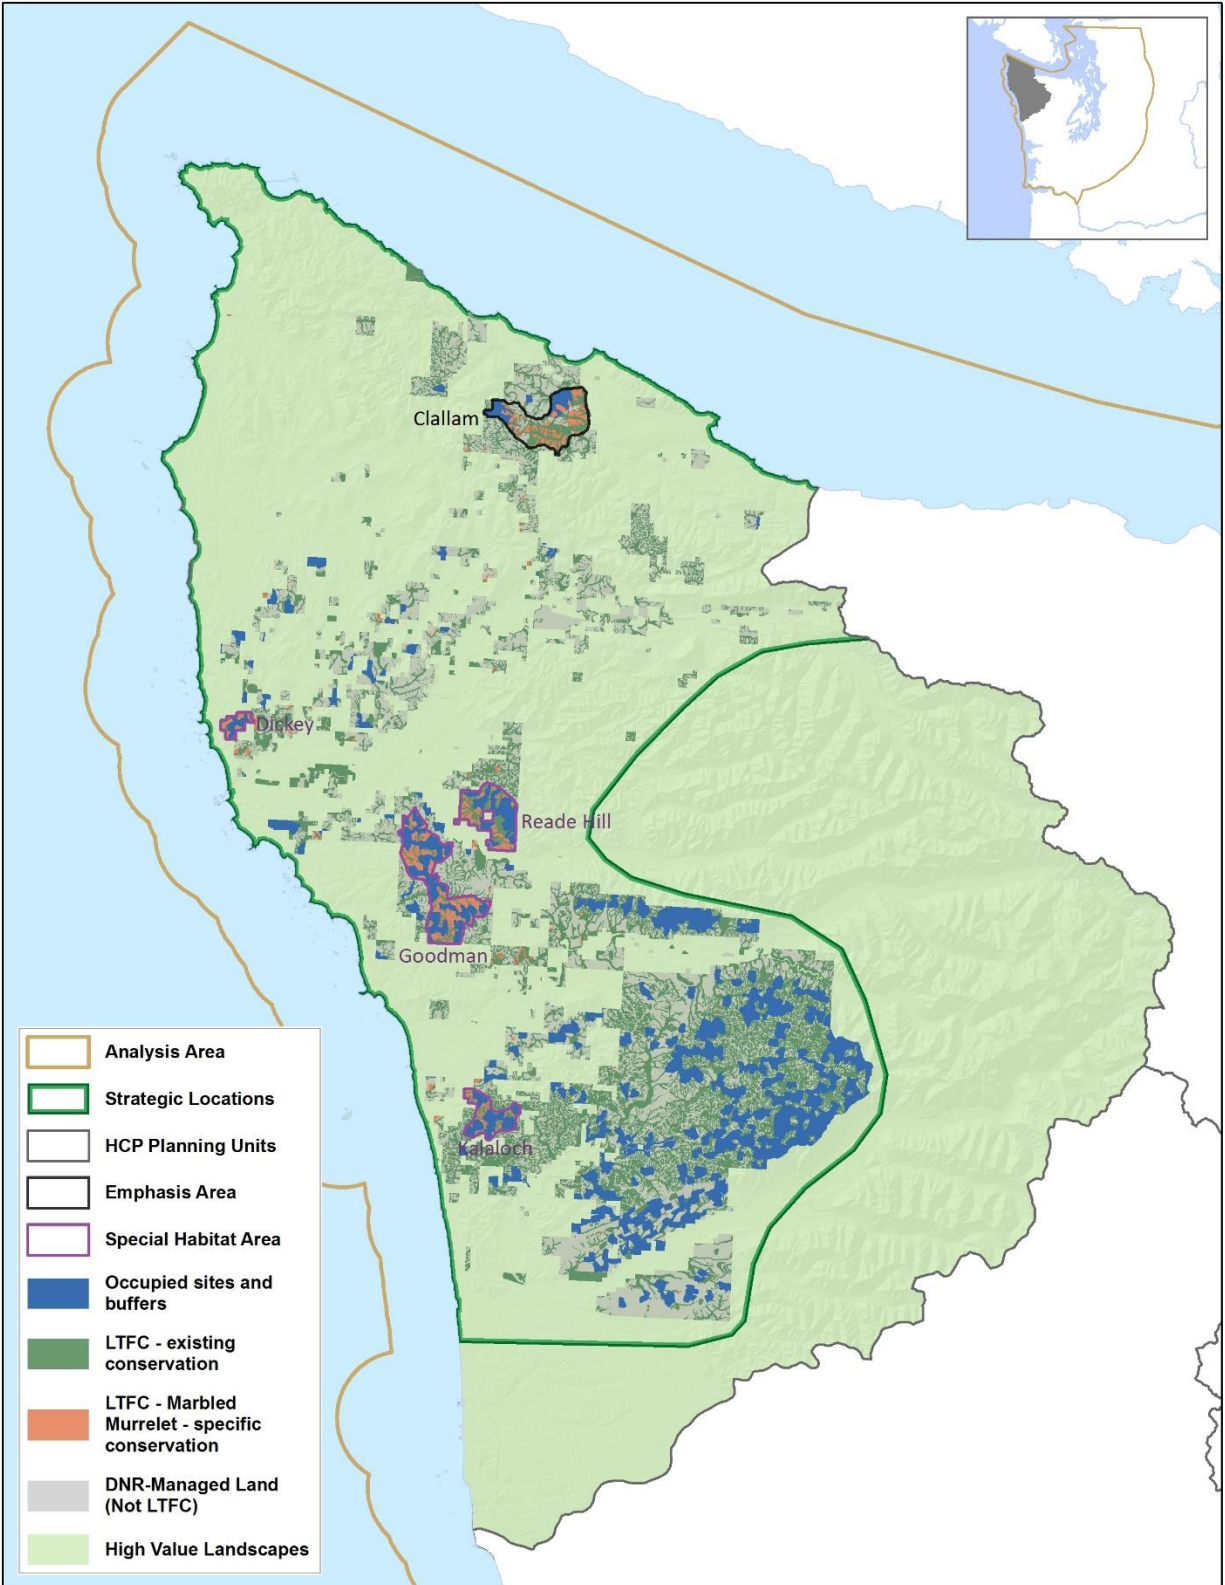 Clallam
Dickey
Reade Hill
Goodman
Kalaloch
Analysis Area
Strategic Locations
HCP Planning Units
Emphasis Area
Special Habitat Area
Occupied sites and
buffers
LTFC - existing
conservation
LTFC - Marbled
Murrelet - specific
conservation
DNR-Managed Land
(Not LTFC)
High Value Landscapes